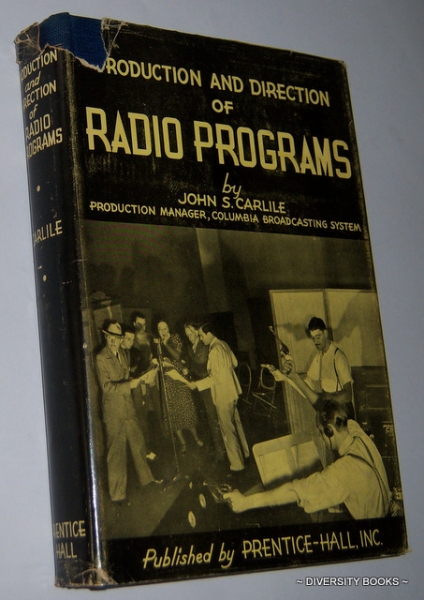 PRODUCTION AND DIRECTION
OF
RADIO PROGRAMS
by
JOHN S. CARLILE
PRODUCTION MANAGER, COLUMBIA BROADCASTING SYSTEM
Published by PRENTICE-HALL, INC.
PRODUCTION
and
DIRECTION
of
RADIO
PROGRAMS
CARLILE
PRENTICE
HALL
~ DIVERSITY BOOKS ~